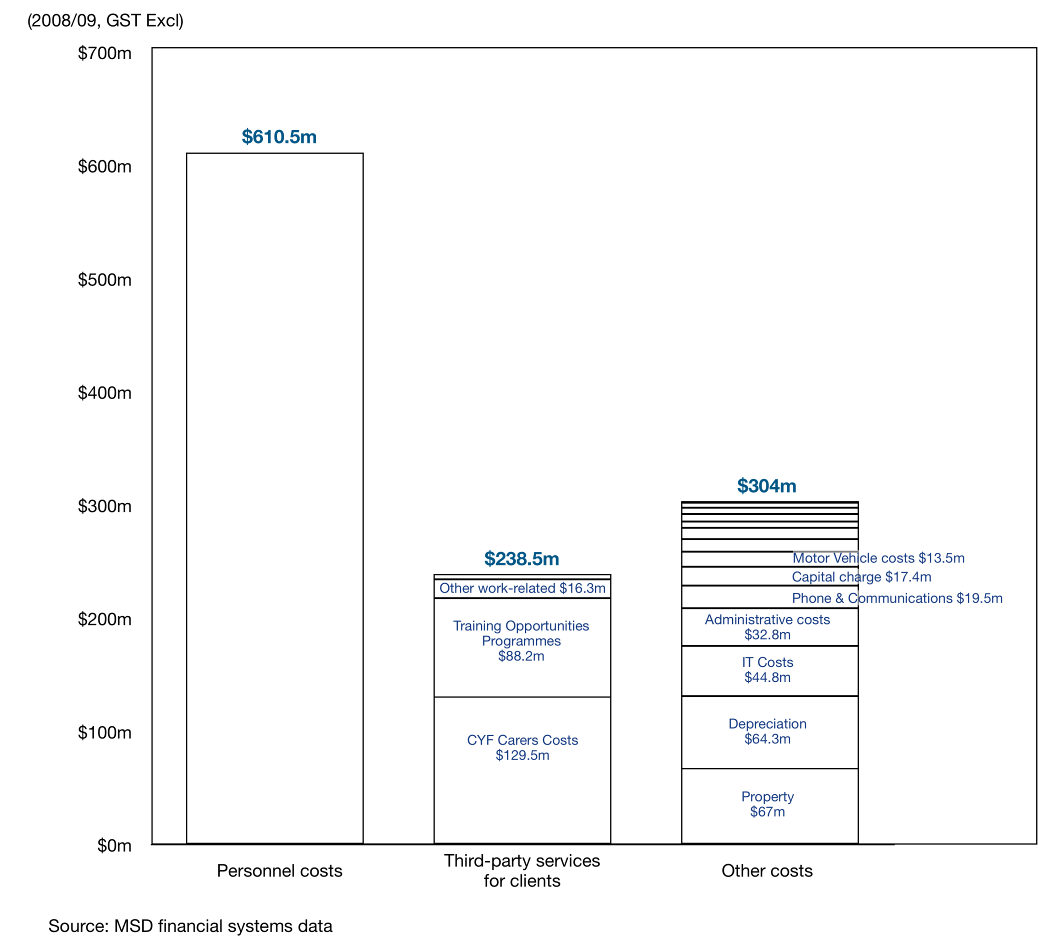 (2008/09, GST Excl)
$700m
$600m
$500m
$400m
$300m
$200m
$100m
$0m
$610.5m
$238.5m
Other work-related $16.3m
Training Opportunities
Programmes
$88.2m
CYF Carers Costs
$129.5m
$304m
Motor Vehicle costs $13.5m
Capital charge $17.4m
Phone & Communications $19.5m
Administrative costs
$32.8m
IT Costs
$44.8m
Depreciation
$64.3m
Property
$67m
Personnel costs
Third-party services
for clients
Other costs
Source: MSD financial systems data